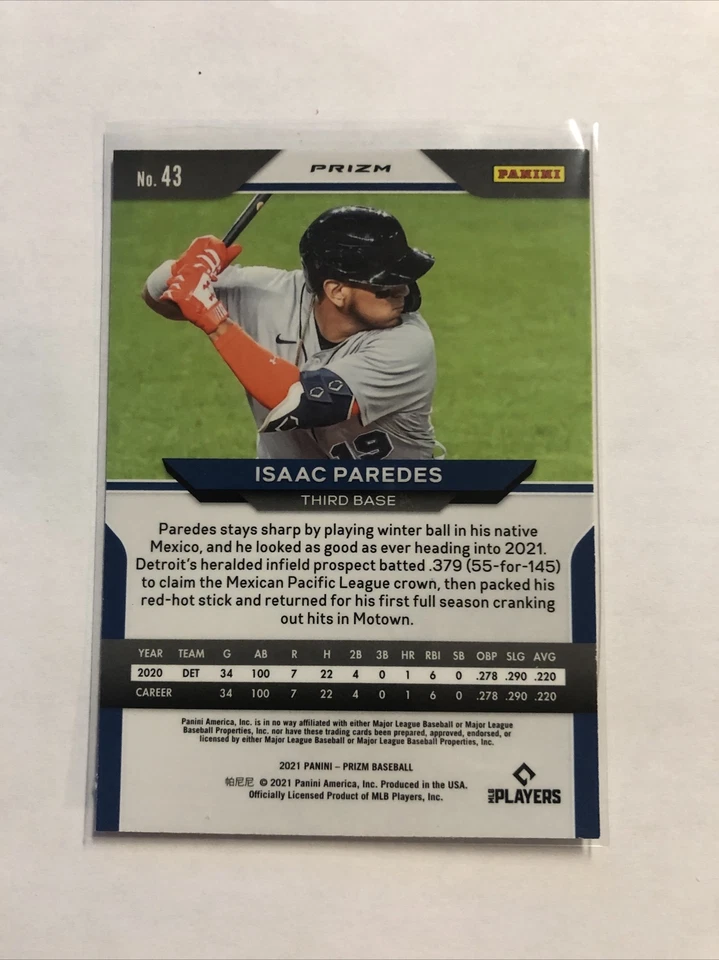 No. 43 PRIZM PANINI
19
ISAAC PAREDES
THIRD BASE
Paredes stays sharp by playing winter ball in his native
Mexico, and he looked as good as ever heading into 2021.
Detroit's heralded infield prospect batted .379 (55-for-145)
to claim the Mexican Pacific League crown, then packed his
red-hot stick and returned for his first full season cranking
out hits in Motown.
YEAR TEAM G AB R H 2B 3B HR RBI SB OBP SLG AVG
2020 DET 34 100 7 22 4 0 1 6 0 .278 .290 .220
CAREER 34 100 7 22 4 0 1 6 0 .278 .290 .220
Panini America, Inc. is in no way affiliated with either Major League Baseball or Major League
Baseball Properties, Inc. nor have these trading cards been prepared, approved, endorsed, or
licensed by either Major League Baseball or Major League Baseball Properties, Inc.
2021 PANINI – PRIZM BASEBALL
帕尼尼 © 2021 Panini America, Inc. Produced in the USA.
Officially Licensed Product of MLB Players, Inc.
MLB PLAYERS